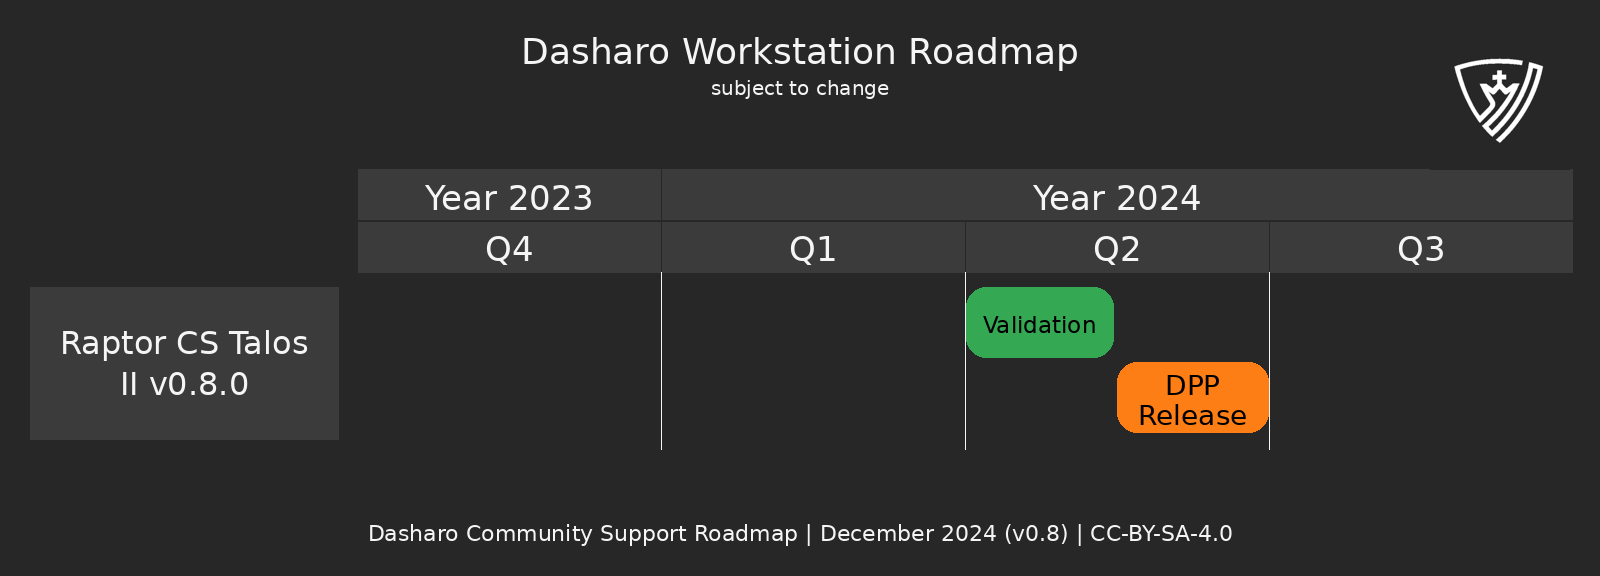 Dasharo Workstation Roadmap
subject to change
Year 2023
Year 2024
Q4
Q1
Q2
Q3
Raptor CS Talos
II v0.8.0
Validation
DPP
Release
Dasharo Community Support Roadmap | December 2024 (v0.8) | CC-BY-SA-4.0